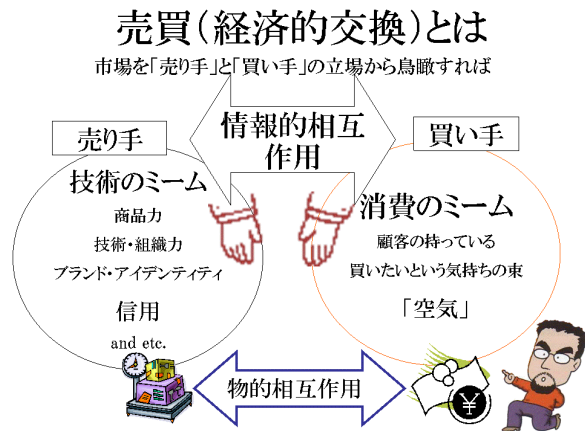 売買（経済的交換）とは
市場を「売り手」と「買い手」の立場から鳥瞰すれば
情報的相互
作用
売り手
技術のミーム
商品力
技術・組織力
ブランド・アイデンティティ
信用
and etc.
買い手
消費のミーム
顧客の持っている
買いたいという気持ちの束
「空気」
物的相互作用
¥